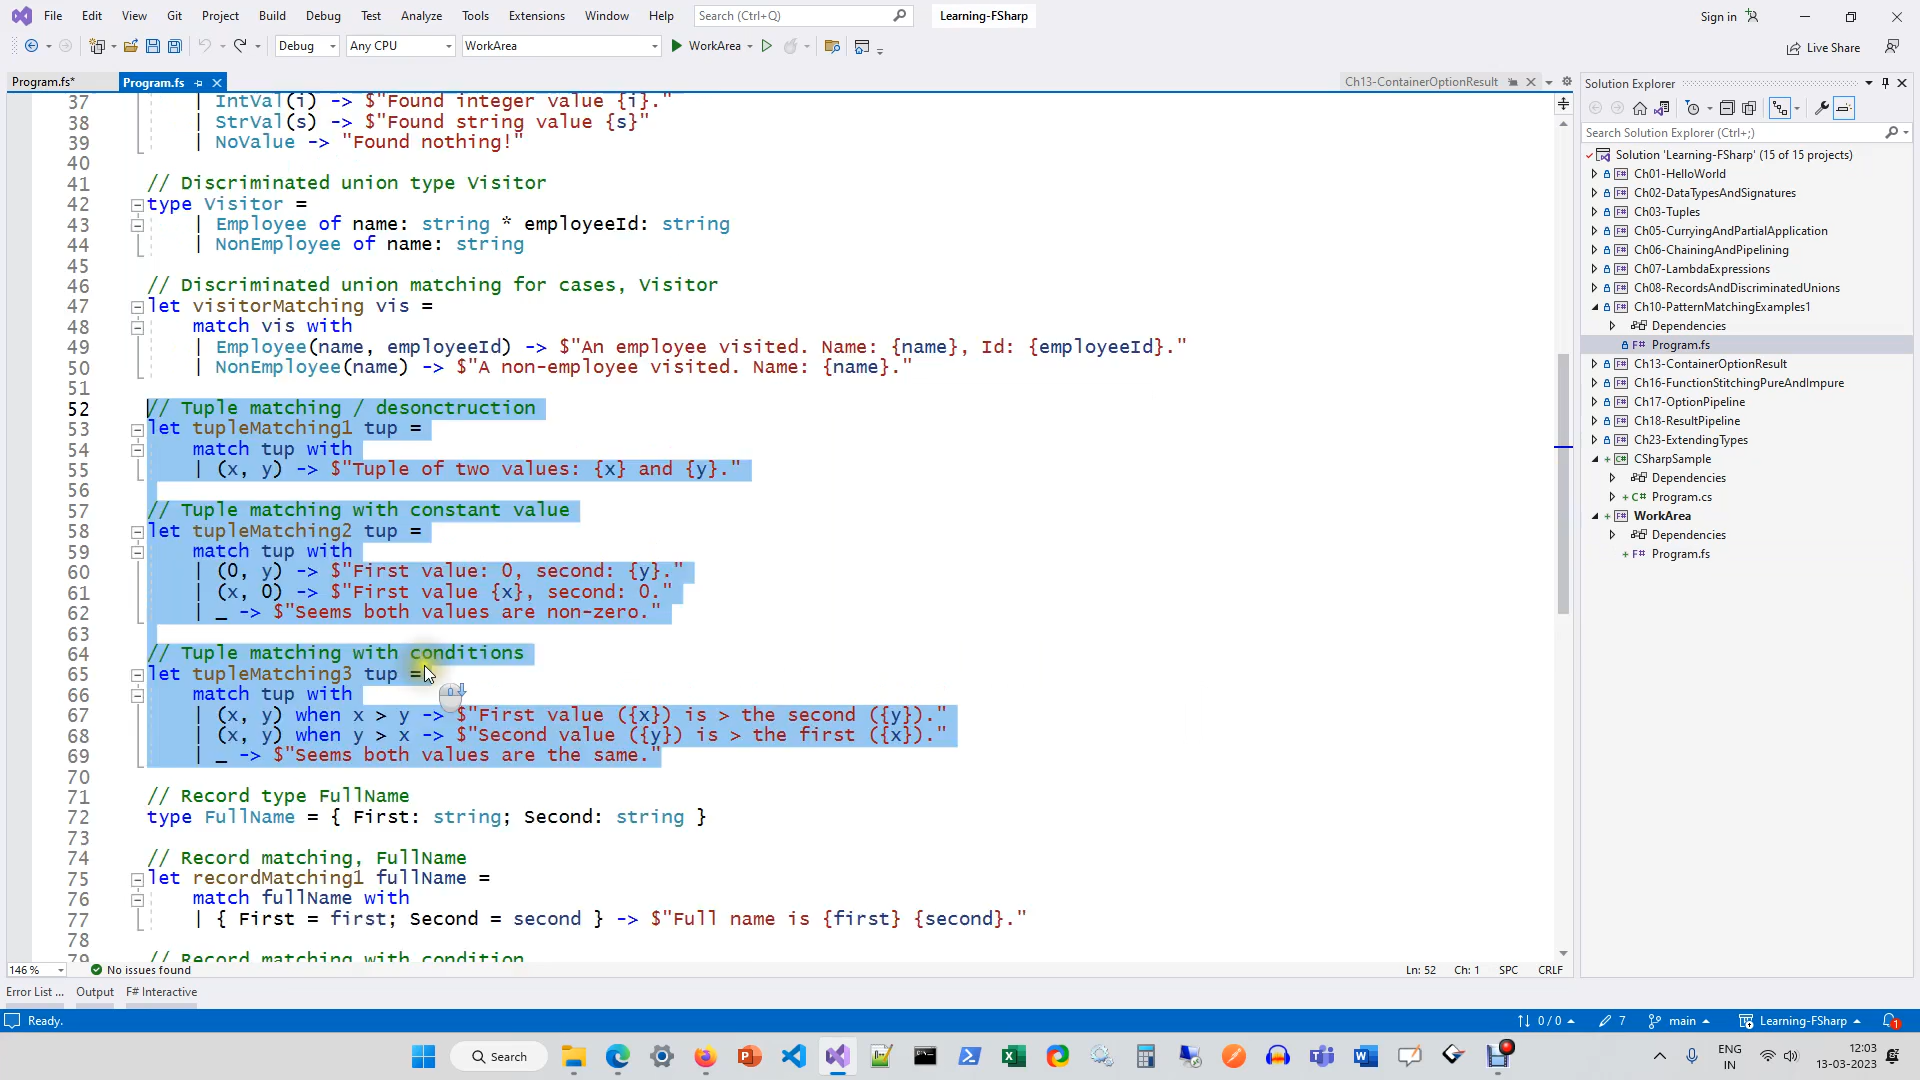 File Edit View Git Project Build Debug Test Analyze Tools Extensions Window Help Search (Ctrl+Q) Learning-FSharp Sign in
Debug Any CPU WorkArea WorkArea Live Share
Program.fs* Program.fs Ch13-ContainerOptionResult
37 | IntVal(i) -> $"Found integer value {i}."
38 | StrVal(s) -> $"Found string value {s}"
39 | NoValue -> "Found nothing!"
40
41 // Discriminated union type Visitor
42 type Visitor =
43 | Employee of name: string * employeeId: string
44 | NonEmployee of name: string
45
46 // Discriminated union matching for cases, Visitor
47 let visitorMatching vis =
48 match vis with
49 | Employee(name, employeeId) -> $"An employee visited. Name: {name}, Id: {employeeId}."
50 | NonEmployee(name) -> $"A non-employee visited. Name: {name}."
51
52 // Tuple matching / desonctruction
53 let tupleMatching1 tup =
54 match tup with
55 | (x, y) -> $"Tuple of two values: {x} and {y}."
56
57 // Tuple matching with constant value
58 let tupleMatching2 tup =
59 match tup with
60 | (0, y) -> $"First value: 0, second: {y}."
61 | (x, 0) -> $"First value {x}, second: 0."
62 | _ -> $"Seems both values are non-zero."
63
64 // Tuple matching with conditions
65 let tupleMatching3 tup =
66 match tup with
67 | (x, y) when x > y -> $"First value ({x}) is > the second ({y})."
68 | (x, y) when y > x -> $"Second value ({y}) is > the first ({x})."
69 | _ -> $"Seems both values are the same."
70
71 // Record type FullName
72 type FullName = { First: string; Second: string }
73
74 // Record matching, FullName
75 let recordMatching1 fullName =
76 match fullName with
77 | { First = first; Second = second } -> $"Full name is {first} {second}."
78
79 // Record matching with condition
146 % No issues found Ln: 52 Ch: 1 SPC CRLF
Error List ... Output F# Interactive
Solution Explorer
Search Solution Explorer (Ctrl+;)
Solution 'Learning-FSharp' (15 of 15 projects)
Ch01-HelloWorld
Ch02-DataTypesAndSignatures
Ch03-Tuples
Ch05-CurryingAndPartialApplication
Ch06-ChainingAndPipelining
Ch07-LambdaExpressions
Ch08-RecordsAndDiscriminatedUnions
Ch10-PatternMatchingExamples1
Dependencies
F# Program.fs
Ch13-ContainerOptionResult
Ch16-FunctionStitchingPureAndImpure
Ch17-OptionPipeline
Ch18-ResultPipeline
Ch23-ExtendingTypes
CSharpSample
Dependencies
C# Program.cs
WorkArea
Dependencies
F# Program.fs
Ready. 0 / 0 7 main Learning-FSharp 1
Search ENG IN 12:03 13-03-2023